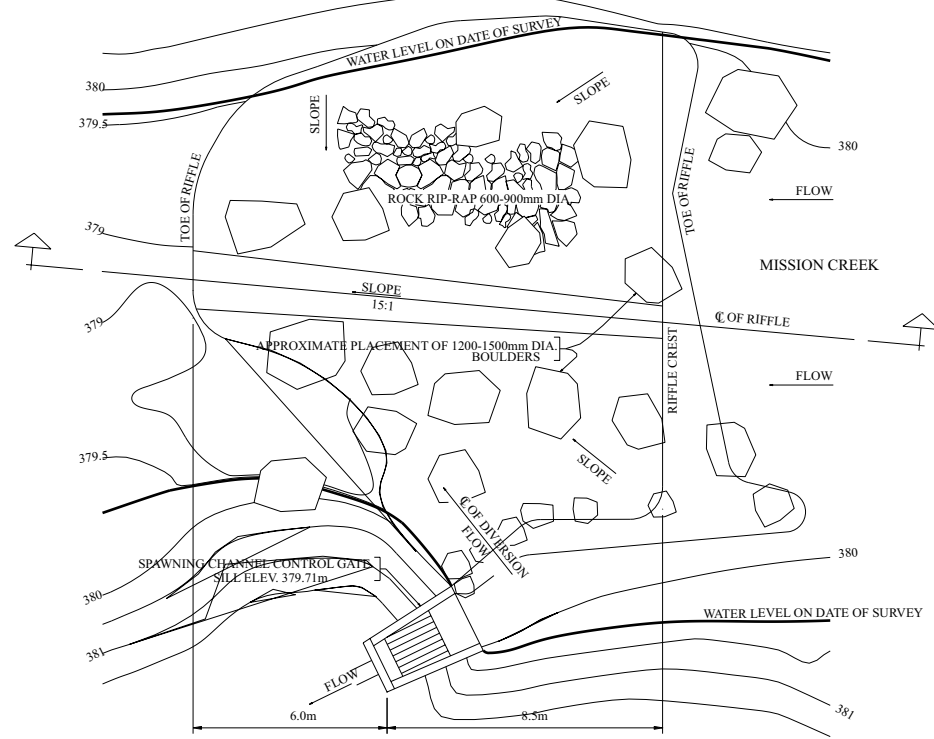 WATER LEVEL ON DATE OF SURVEY
380
379.5
SLOPE
SLOPE
380
TOE OF RIFFLE
TOE OF RIFFLE
ROCK RIP-RAP 600-900mm DIA.
FLOW
379
MISSION CREEK
SLOPE
15:1
℄ OF RIFFLE
379
APPROXIMATE PLACEMENT OF 1200-1500mm DIA.
BOULDERS
RIFFLE CREST
FLOW
379.5
SLOPE
℄ OF DIVERSION
FLOW
380
SPAWNING CHANNEL CONTROL GATE
SILL ELEV. 379.71m
380
WATER LEVEL ON DATE OF SURVEY
381
FLOW
381
6.0m
8.5m